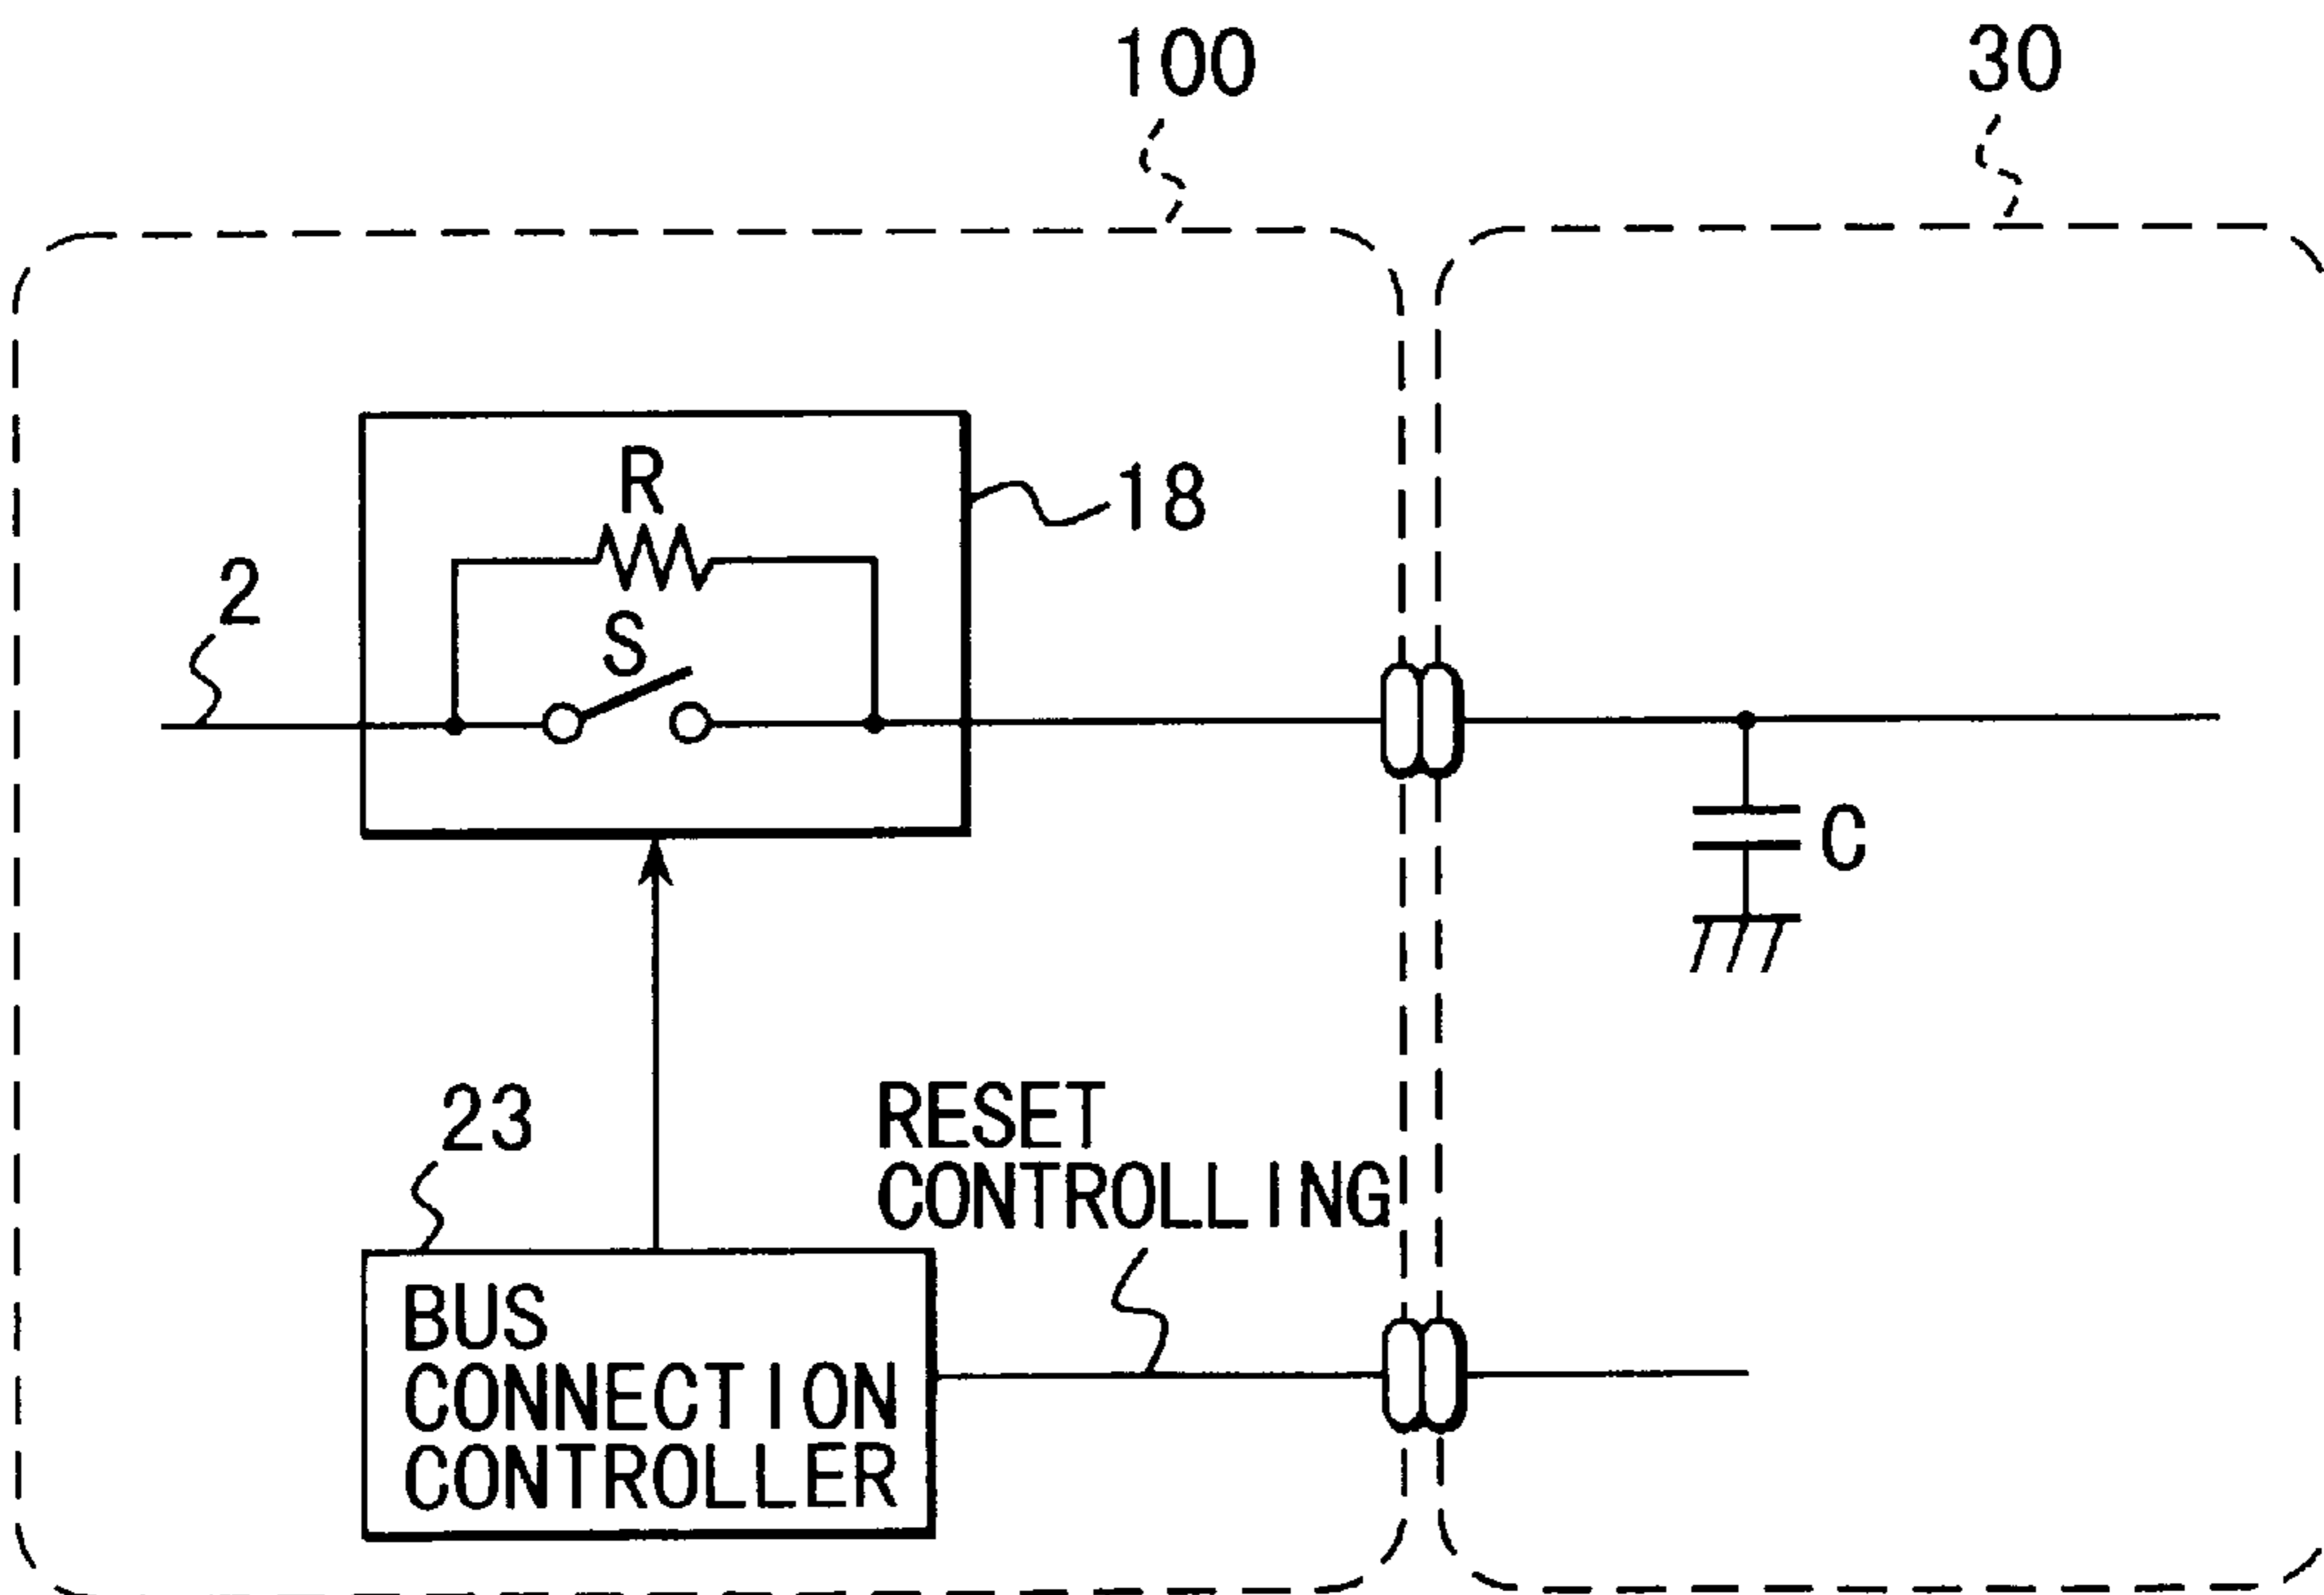 100
30
R
18
2
S
C
23
RESET
CONTROLLING
BUS
CONNECTION
CONTROLLER